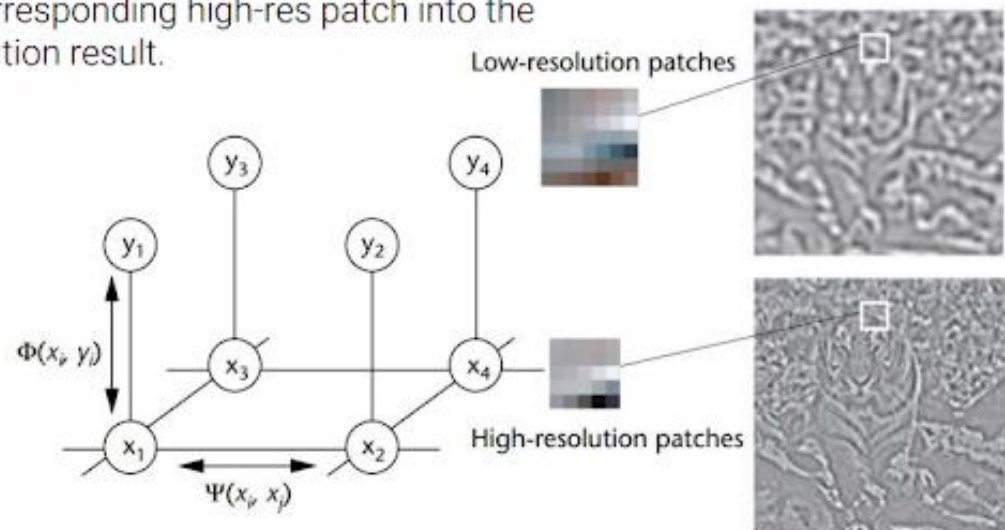 rresponding high-res patch into the
tion result.
Low-resolution patches
y3
y4
y1
y2
Φ(xi, yi)
x3
x4
x1
x2
High-resolution patches
Ψ(xi, xj)